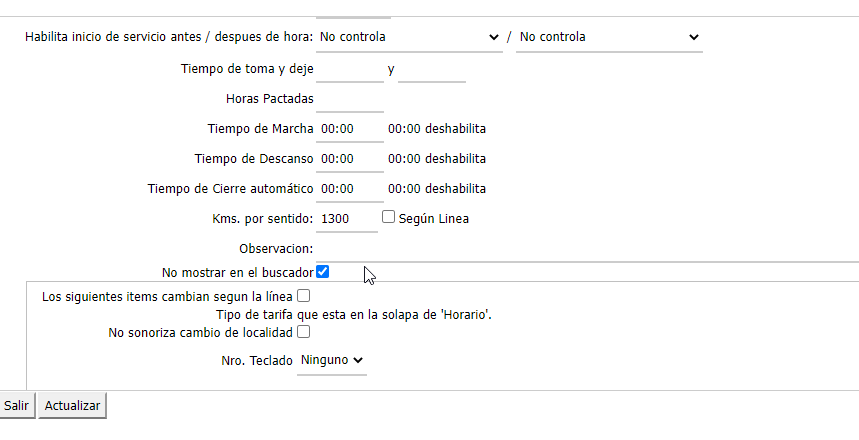 Habilita inicio de servicio antes / despues de hora: No controla / No controla
Tiempo de toma y deje y
Horas Pactadas
Tiempo de Marcha 00:00 00:00 deshabilita
Tiempo de Descanso 00:00 00:00 deshabilita
Tiempo de Cierre automático 00:00 00:00 deshabilita
Kms. por sentido: 1300 Según Linea
Observacion:
No mostrar en el buscador
Los siguientes items cambian segun la línea
Tipo de tarifa que esta en la solapa de 'Horario'.
No sonoriza cambio de localidad
Nro. Teclado Ninguno
Salir Actualizar